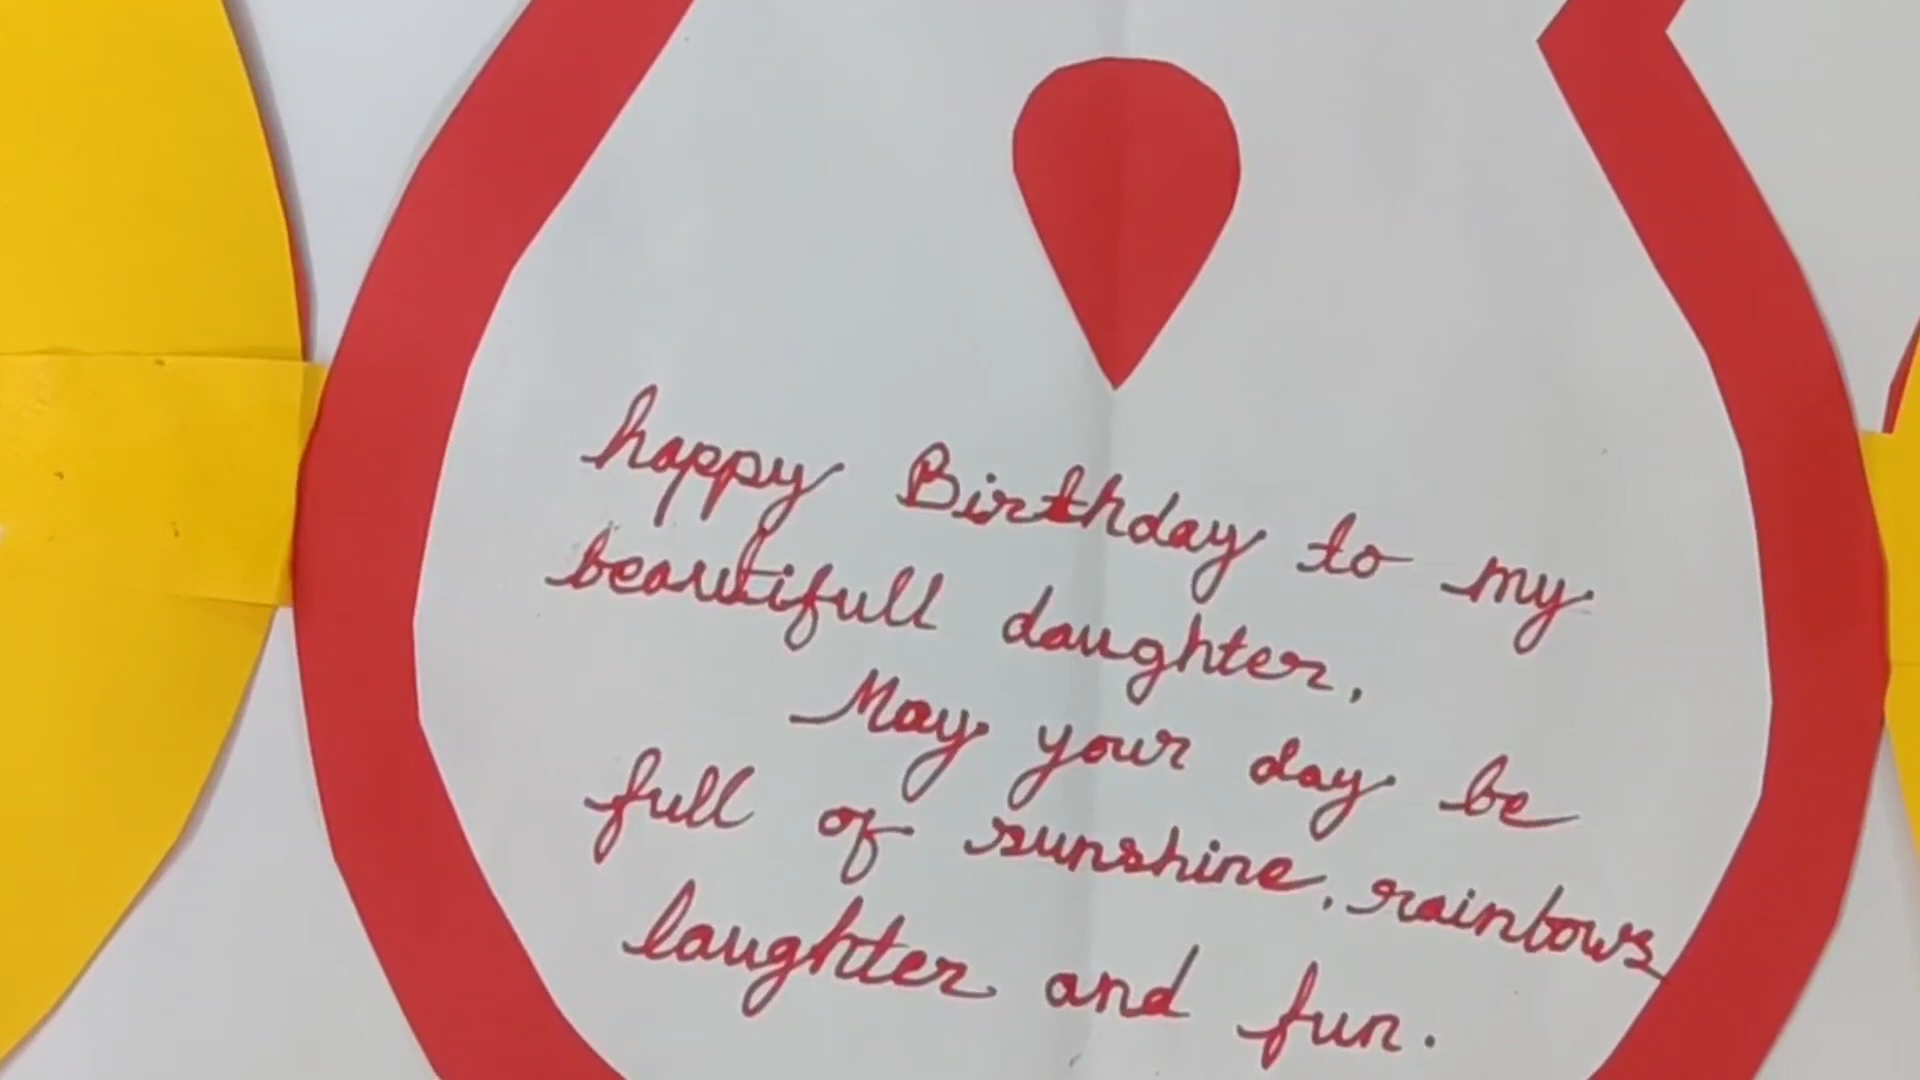 happy Birthday to my
beautifull daughter,
May your day be
full of sunshine, rainbows
laughter and fun.